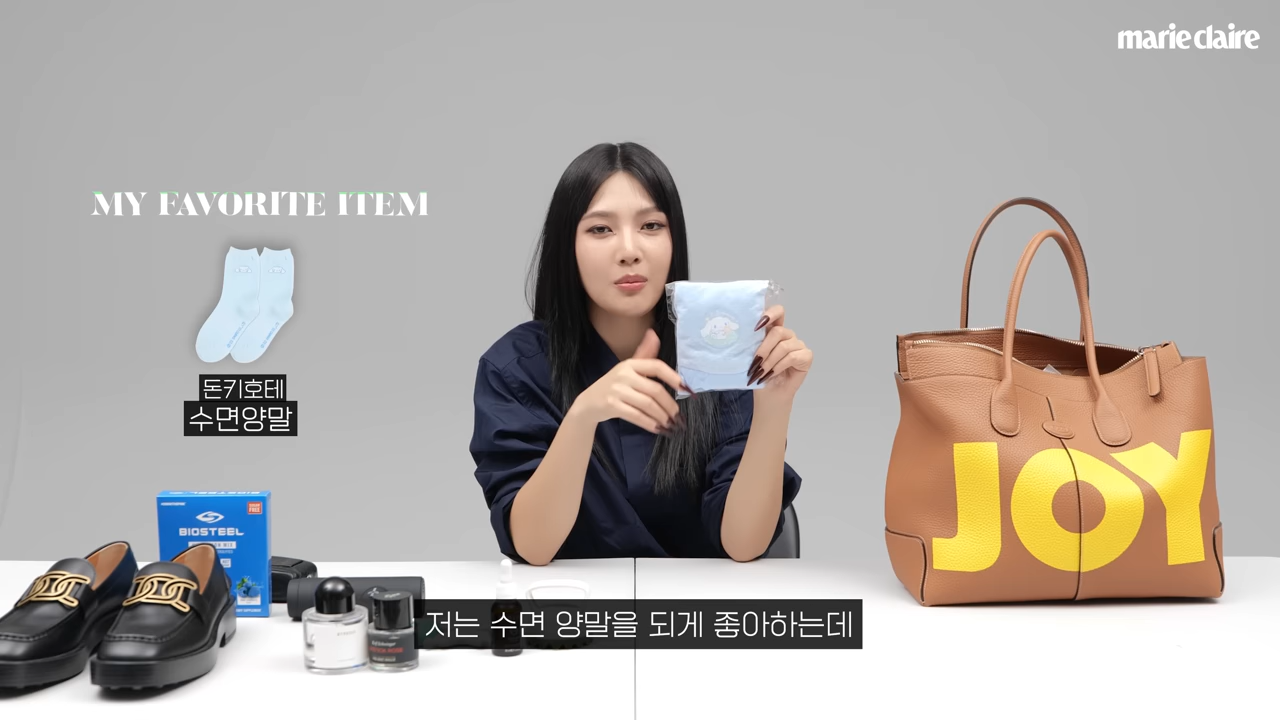 marie claire
MY FAVORITE ITEM
돈키호테
수면양말
JOY
BIOSTEEL
저는 수면 양말을 되게 좋아하는데